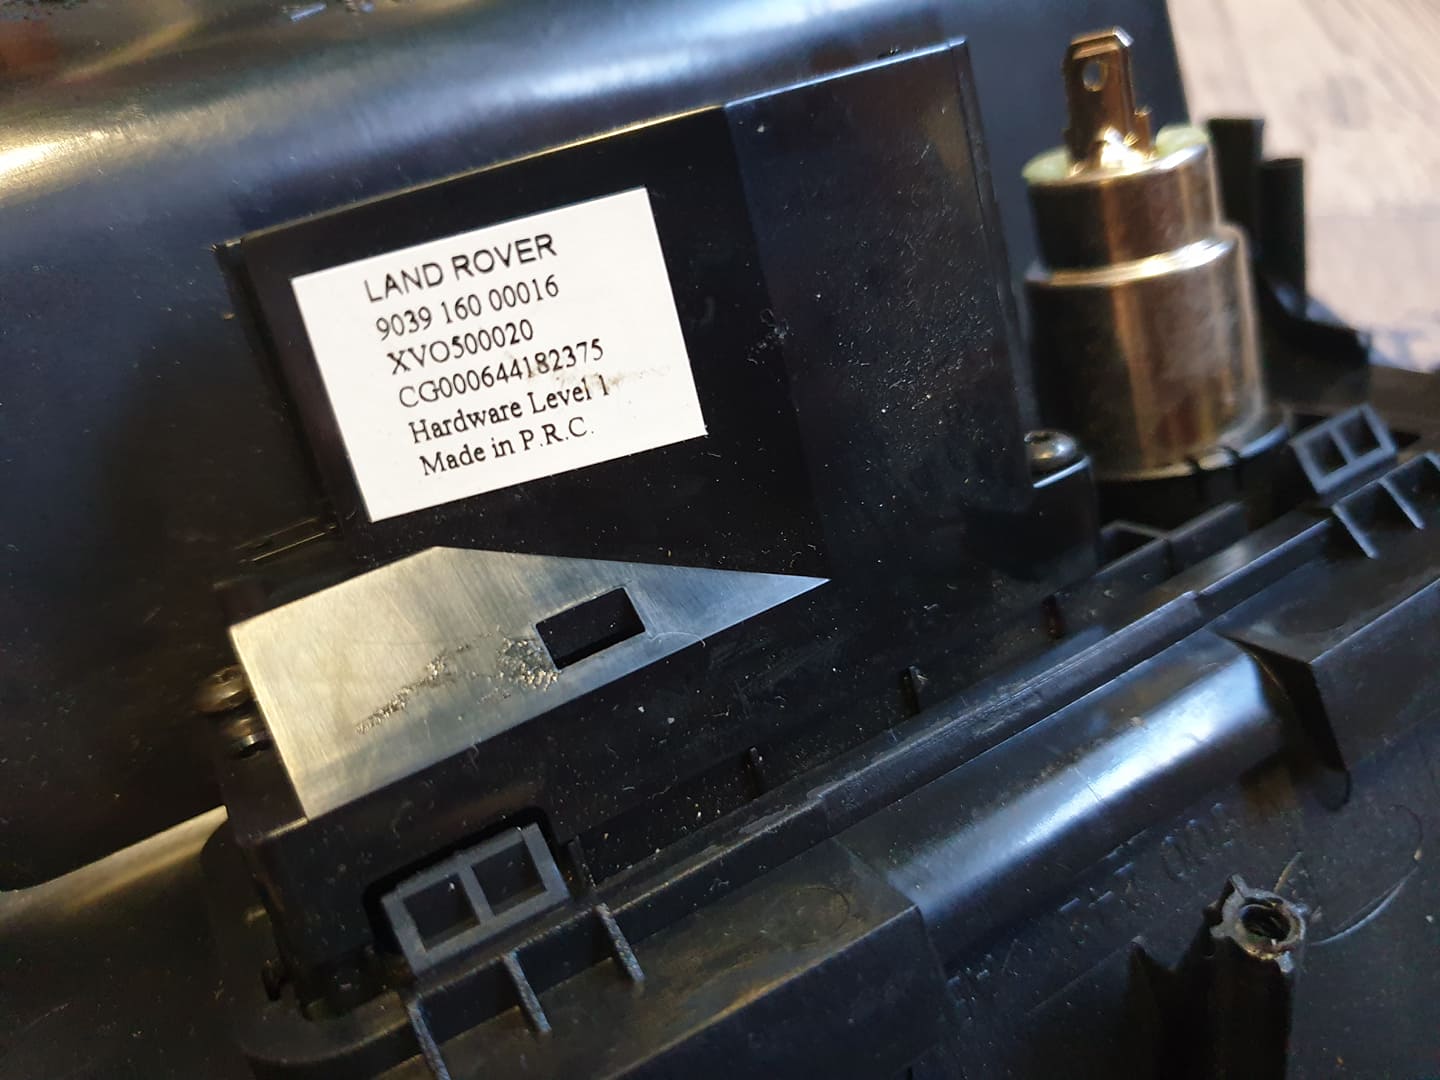 LAND ROVER
9039 160 00016
XVO500020
CG000644182375
Hardware Level 1
Made in P.R.C.